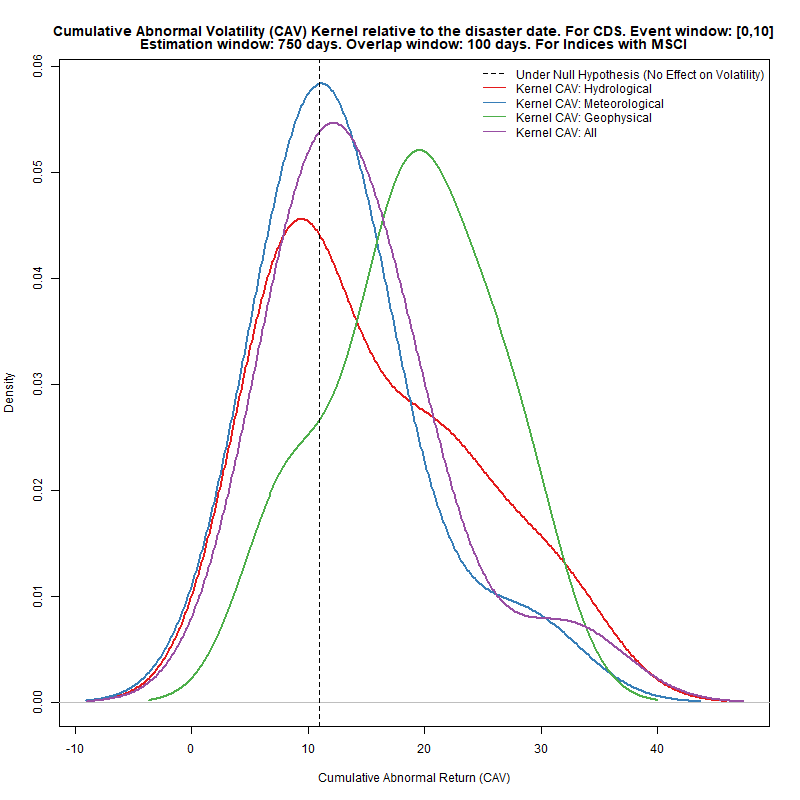 Cumulative Abnormal Volatility (CAV) Kernel relative to the disaster date. For CDS. Event window: [0,10]
Estimation window: 750 days. Overlap window: 100 days. For Indices with MSCI
Under Null Hypothesis (No Effect on Volatility)
Kernel CAV: Hydrological
Kernel CAV: Meteorological
Kernel CAV: Geophysical
Kernel CAV: All
Density
0.06
0.05
0.04
0.03
0.02
0.01
0.00
-10 0 10 20 30 40
Cumulative Abnormal Return (CAV)